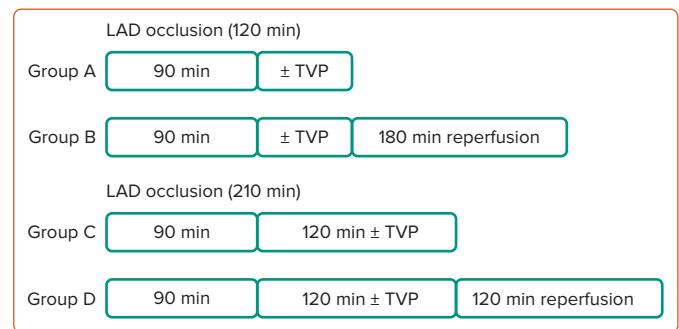 LAD occlusion (120 min)
Group A 90 min ± TVP
Group B 90 min ± TVP 180 min reperfusion
LAD occlusion (210 min)
Group C 90 min 120 min ± TVP
Group D 90 min 120 min ± TVP 120 min reperfusion